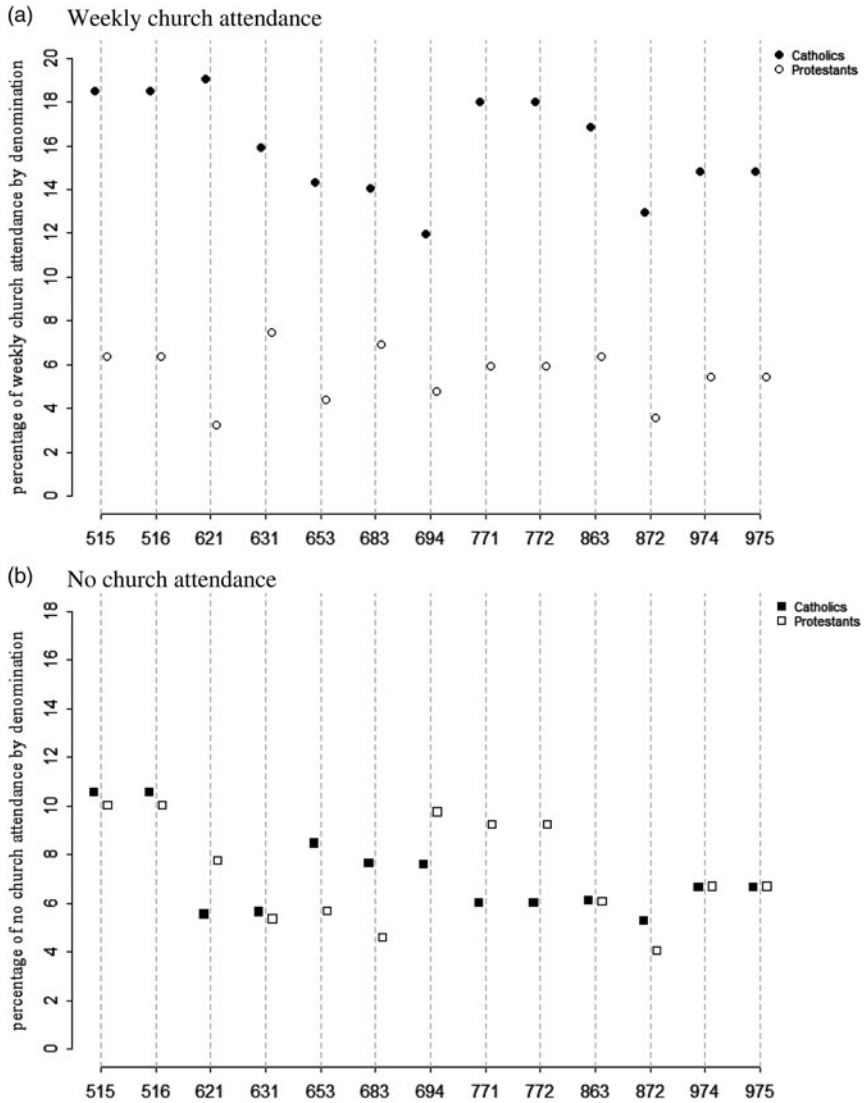 (a) Weekly church attendance
Catholics
Protestants
percentage of weekly church attendance by denomination
20
18
16
14
12
10
8
6
4
2
0
515 516 621 631 653 683 694 771 772 863 872 974 975
(b) No church attendance
Catholics
Protestants
percentage of no church attendance by denomination
18
16
14
12
10
8
6
4
2
0
515 516 621 631 653 683 694 771 772 863 872 974 975